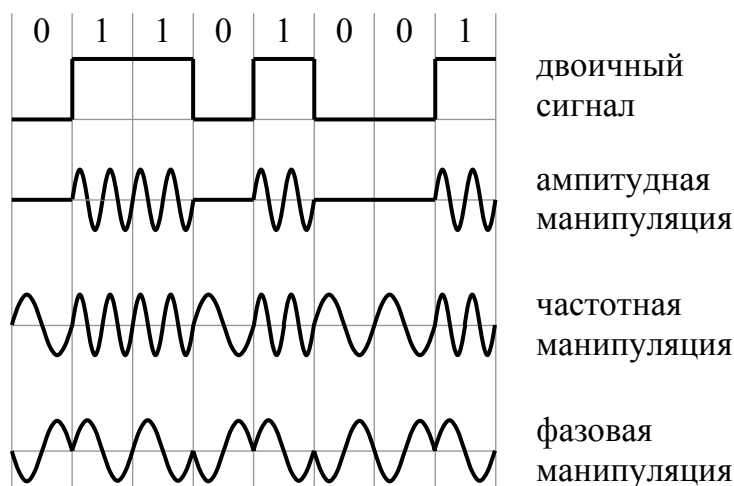 0 1 1 0 1 0 0 1
двоичный
сигнал
ампитудная
манипуляция
частотная
манипуляция
фазовая
манипуляция